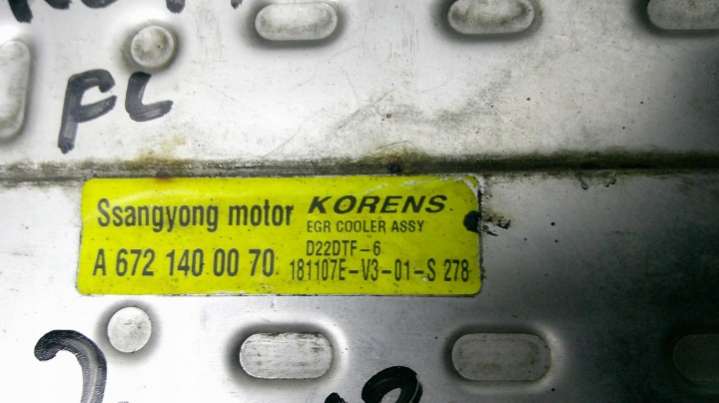 FL
Ssangyong motor KORENS
EGR COOLER ASSY
D22DTF-6
A 672 140 00 70 181107E-V3-01-S 278